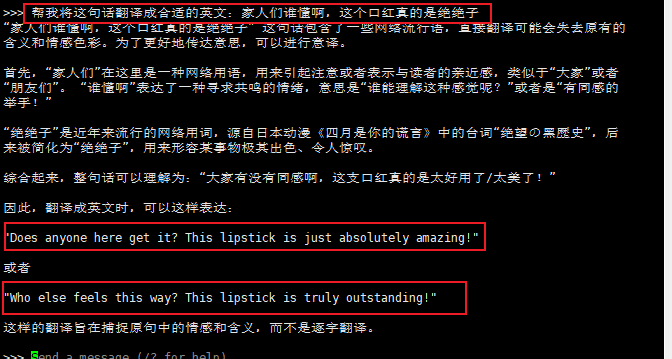 >>> 帮我将这句话翻译成合适的英文：家人们谁懂啊，这个口红真的是绝绝子
“家人们谁懂啊，这个口红真的是绝绝子” 这句话包含了一些网络流行语，直接翻译可能会失去原有的
含义和情感色彩。为了更好地传达意思，可以进行意译。
首先，“家人们”在这里是一种网络用语，用来引起注意或者表示与读者的亲近感，类似于“大家”或者
“朋友们”。 “谁懂啊”表达了一种寻求共鸣的情绪，意思是“谁能理解这种感觉呢？”或者是“有同感的
举手！”
“绝绝子”是近年来流行的网络用词，源自日本动漫《四月是你的谎言》中的台词“绝望の黑歷史”，后
来被简化为“绝绝子”，用来形容某事物极其出色、令人惊叹。
综合起来，整句话可以理解为：“大家有没有同感啊，这支口红真的是太好用了/太美了！”
因此，翻译成英文时，可以这样表达：
"Does anyone here get it? This lipstick is just absolutely amazing!"
或者
"Who else feels this way? This lipstick is truly outstanding!"
这样的翻译旨在捕捉原句中的情感和含义，而不是逐字翻译。
>>> Send a message (/? for help)